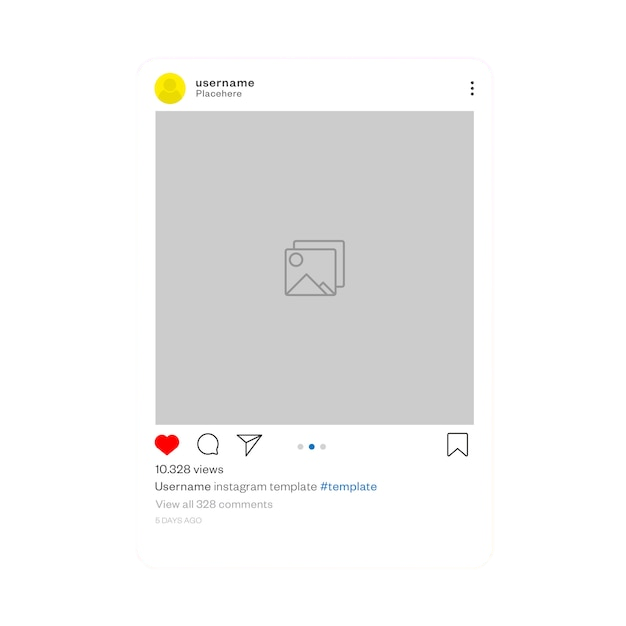 username
Placehere
10.328 views
Username instagram template #template
View all 328 comments
5 DAYS AGO